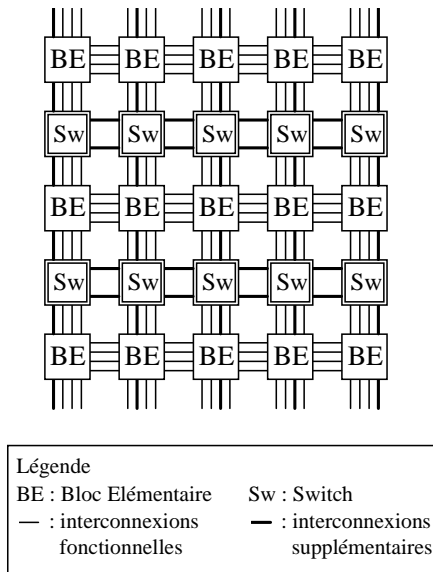 BE BE BE BE BE
Sw Sw Sw Sw Sw
BE BE BE BE BE
Sw Sw Sw Sw Sw
BE BE BE BE BE
Légende
BE : Bloc Elémentaire Sw : Switch
: interconnexions : interconnexions
fonctionnelles supplémentaires